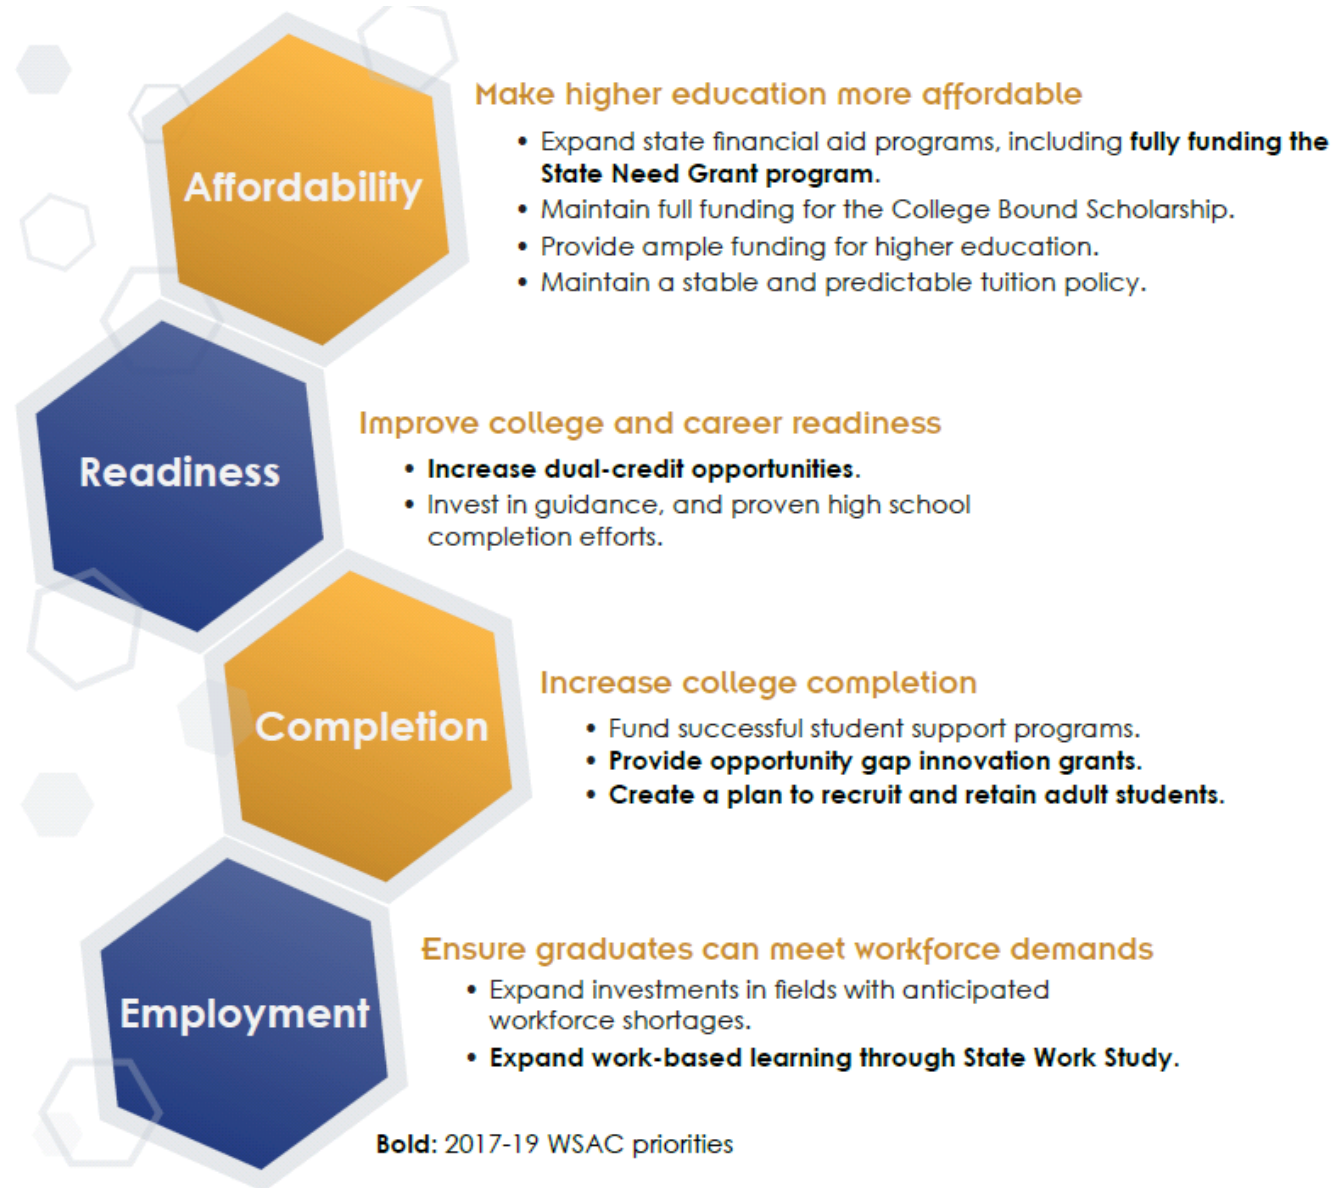 Affordability
Make higher education more affordable
• Expand state financial aid programs, including fully funding the
State Need Grant program.
• Maintain full funding for the College Bound Scholarship.
• Provide ample funding for higher education.
• Maintain a stable and predictable tuition policy.
Readiness
Improve college and career readiness
• Increase dual-credit opportunities.
• Invest in guidance, and proven high school
completion efforts.
Completion
Increase college completion
• Fund successful student support programs.
• Provide opportunity gap innovation grants.
• Create a plan to recruit and retain adult students.
Employment
Ensure graduates can meet workforce demands
• Expand investments in fields with anticipated
workforce shortages.
• Expand work-based learning through State Work Study.
Bold: 2017-19 WSAC priorities